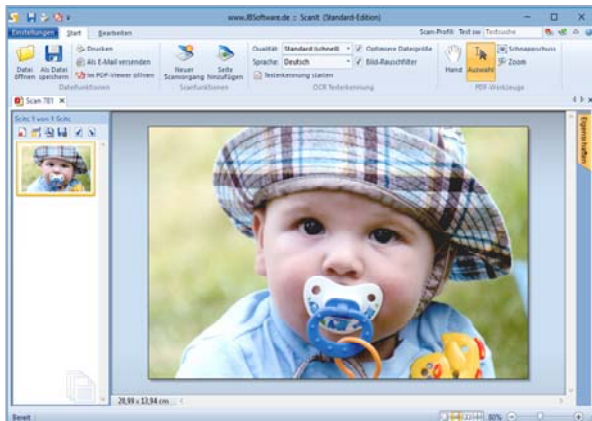 www.JBSoftware.de :: ScanIt (Standard-Edition)
Einstellungen Start Bearbeiten Scan-Profil: Test sw Textsuche
Datei öffnen
Als Datei speichern
Drucken
Als E-Mail versenden
Im PDF-Viewer öffnen
Dateifunktionen
Neuer Scanvorgang
Seite hinzufügen
Scanfunktionen
Qualität: Standard (schnell) Optimiere Dateigröße
Sprache: Deutsch Bild-Rauschfilter
Texterkennung starten
OCR Texterkennung
Hand
Auswahl
Schnappschuss
Zoom
PDF-Werkzeuge
Scan 781
Seite 1 von 1 Seite
Eigenschaften
20,99 x 13,94 cm
Bereit
80%